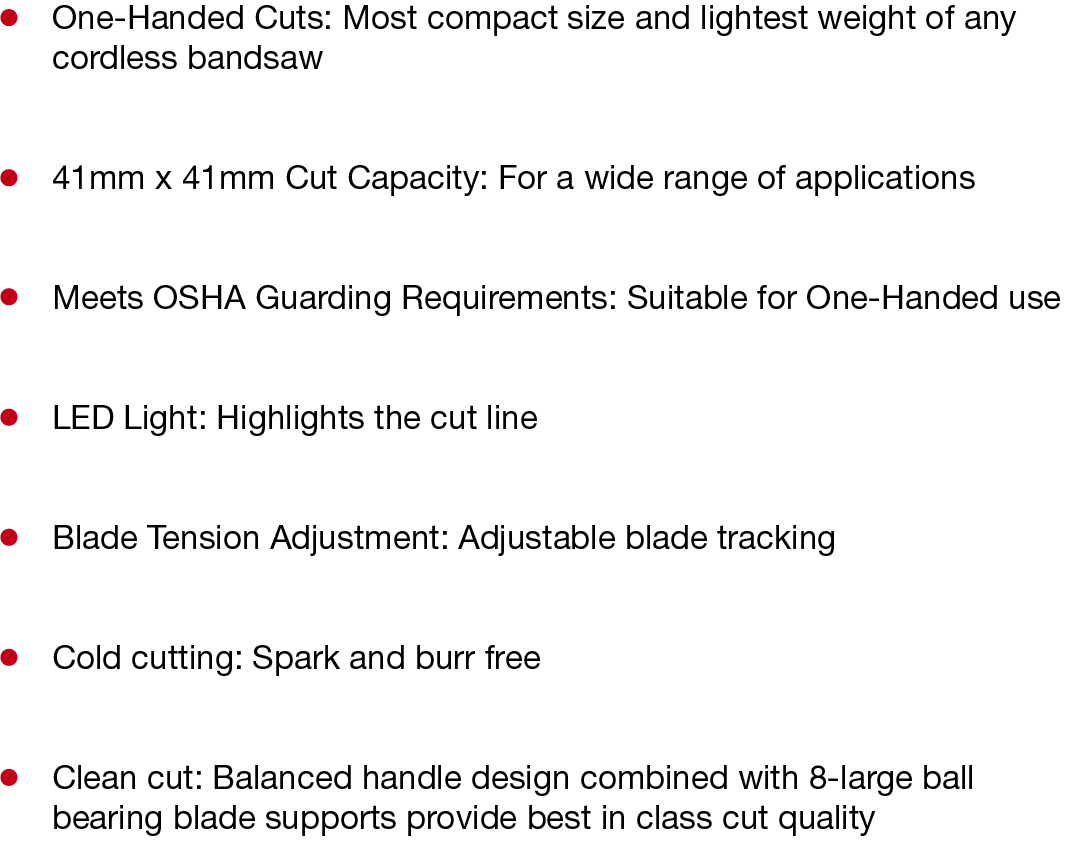 One-Handed Cuts: Most compact size and lightest weight of any
cordless bandsaw
41mm x 41mm Cut Capacity: For a wide range of applications
Meets OSHA Guarding Requirements: Suitable for One-Handed use
LED Light: Highlights the cut line
Blade Tension Adjustment: Adjustable blade tracking
Cold cutting: Spark and burr free
Clean cut: Balanced handle design combined with 8-large ball
bearing blade supports provide best in class cut quality